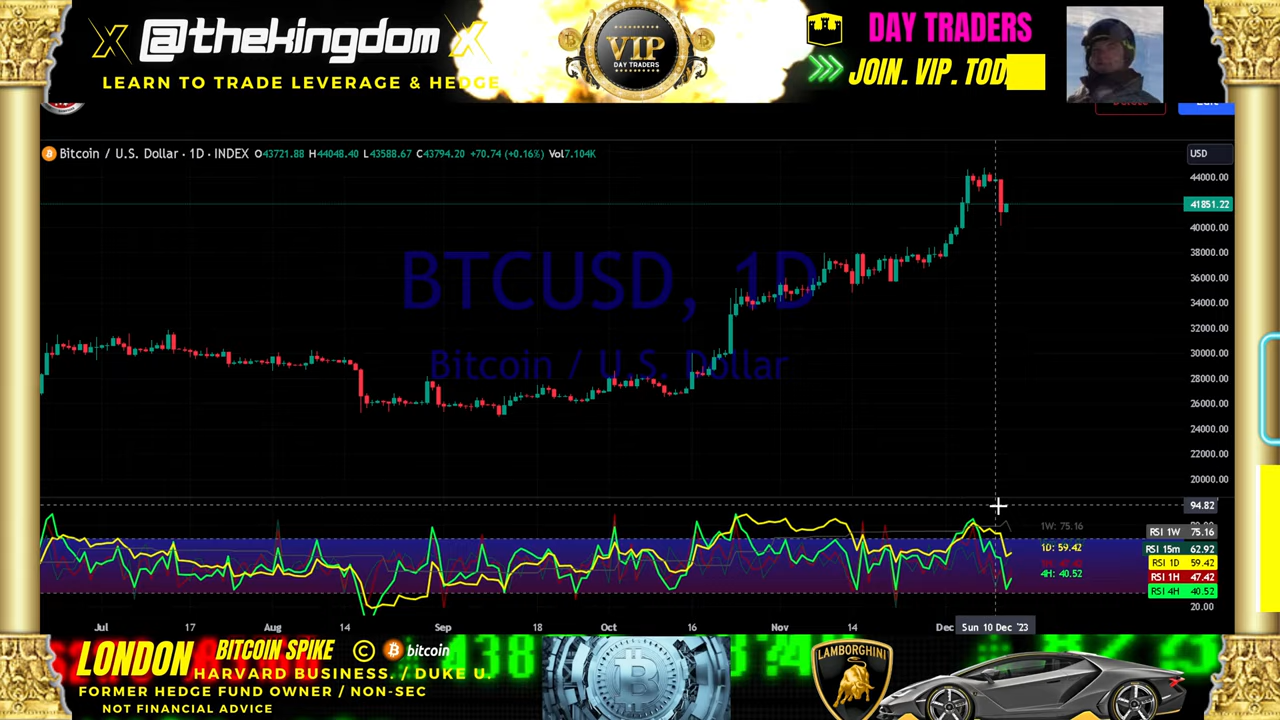 X @thekingdom X
LEARN TO TRADE LEVERAGE & HEDGE
VIP
DAY TRADERS
DAY TRADERS
JOIN. VIP. TOD
Bitcoin / U.S. Dollar · 1D · INDEX O43721.88 H44048.40 L43588.67 C43794.20 +70.74 (+0.16%) Vol7.104K
USD
44000.00
41851.22
40000.00
38000.00
36000.00
34000.00
32000.00
30000.00
28000.00
26000.00
24000.00
22000.00
20000.00
BTCUSD, 1D
Bitcoin / U.S. Dollar
94.82
1W: 75.16
1D: 59.42
4H: 40.52
RSI 1W 75.16
RSI 15m 62.92
RSI 1D 59.42
RSI 1H 47.42
RSI 4H 40.52
20.00
Jul 17 Aug 14 Sep 18 Oct 16 Nov 14 Dec Sun 10 Dec '23
LONDON BITCOIN SPIKE © bitcoin
HARVARD BUSINESS. / DUKE U.
FORMER HEDGE FUND OWNER / NON-SEC
NOT FINANCIAL ADVICE
LAMBORGHINI